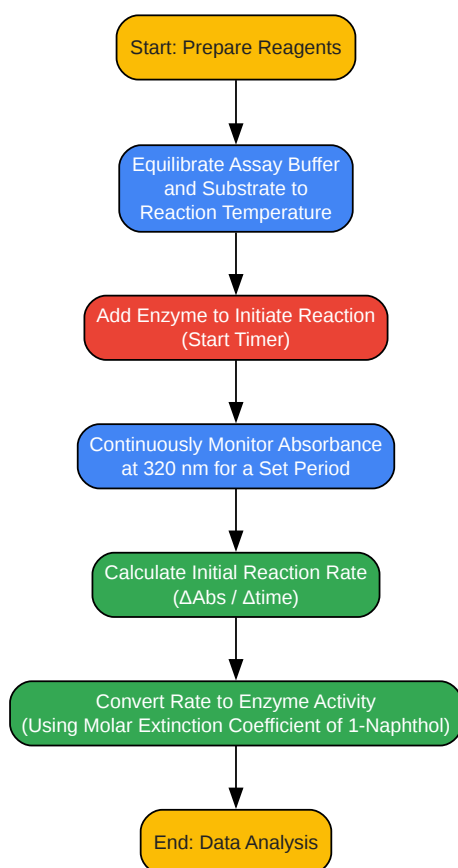 Start: Prepare Reagents
Equilibrate Assay Buffer
and Substrate to
Reaction Temperature
Add Enzyme to Initiate Reaction
(Start Timer)
Continuously Monitor Absorbance
at 320 nm for a Set Period
Calculate Initial Reaction Rate
(ΔAbs / Δtime)
Convert Rate to Enzyme Activity
(Using Molar Extinction Coefficient of 1-Naphthol)
End: Data Analysis